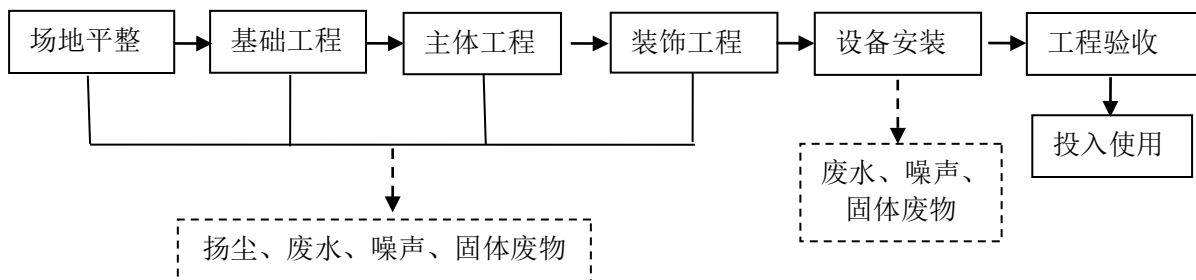 场地平整
基础工程
主体工程
装饰工程
设备安装
工程验收
投入使用
废水、噪声、
固体废物
扬尘、废水、噪声、固体废物